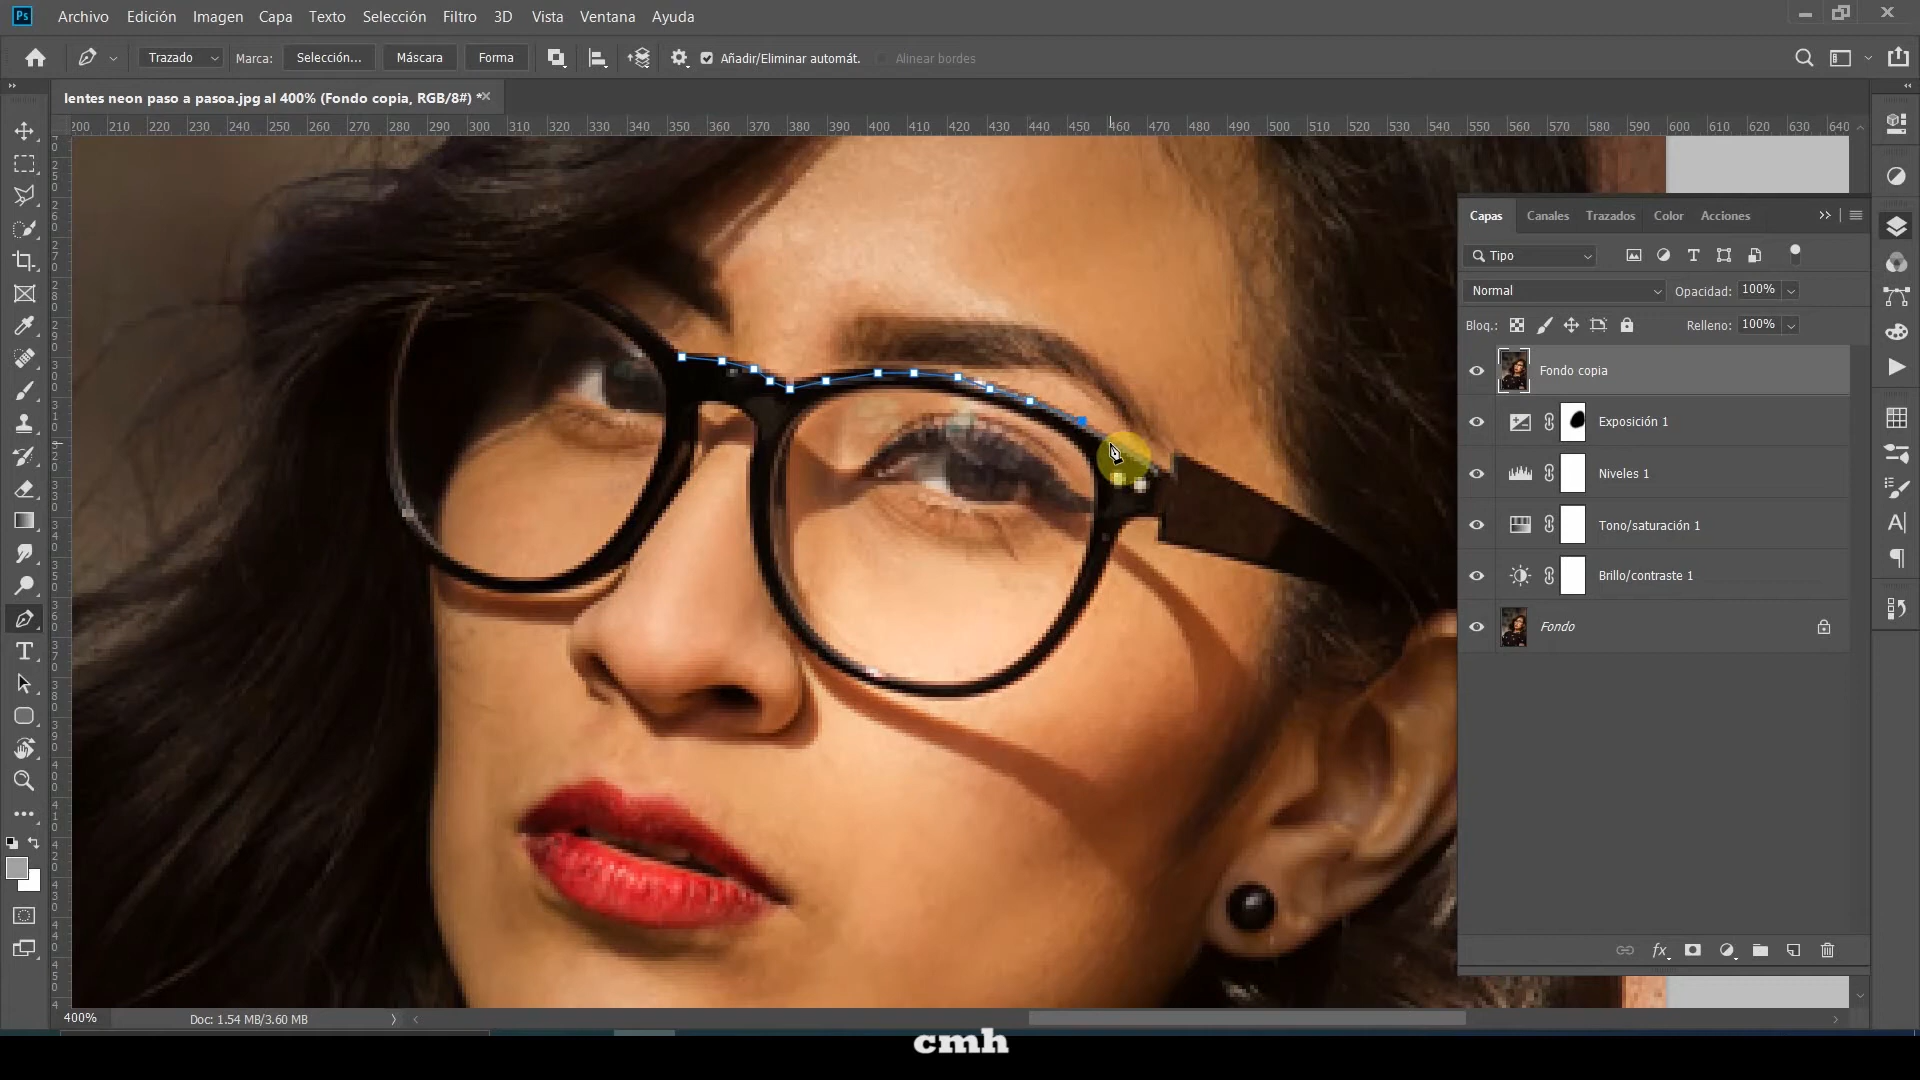 Ps Archivo Edición Imagen Capa Texto Selección Filtro 3D Vista Ventana Ayuda
Trazado Marca: Selección... Máscara Forma Añadir/Eliminar automát. Alinear bordes
lentes neon paso a pasoa.jpg al 400% (Fondo copia, RGB/8#) *
200 210 220 230 240 250 260 270 280 290 300 310 320 330 340 350 360 370 380 390 400 410 420 430 440 450 460 470 480 490 500 510 520 530 540 550 560 570 580 590 600 610 620 630 640
Capas Canales Trazados Color Acciones
Tipo
Normal Opacidad: 100%
Bloq.: Relleno: 100%
Fondo copia
Exposición 1
Niveles 1
Tono/saturación 1
Brillo/contraste 1
Fondo
fx
400% Doc: 1.54 MB/3.60 MB
cmh